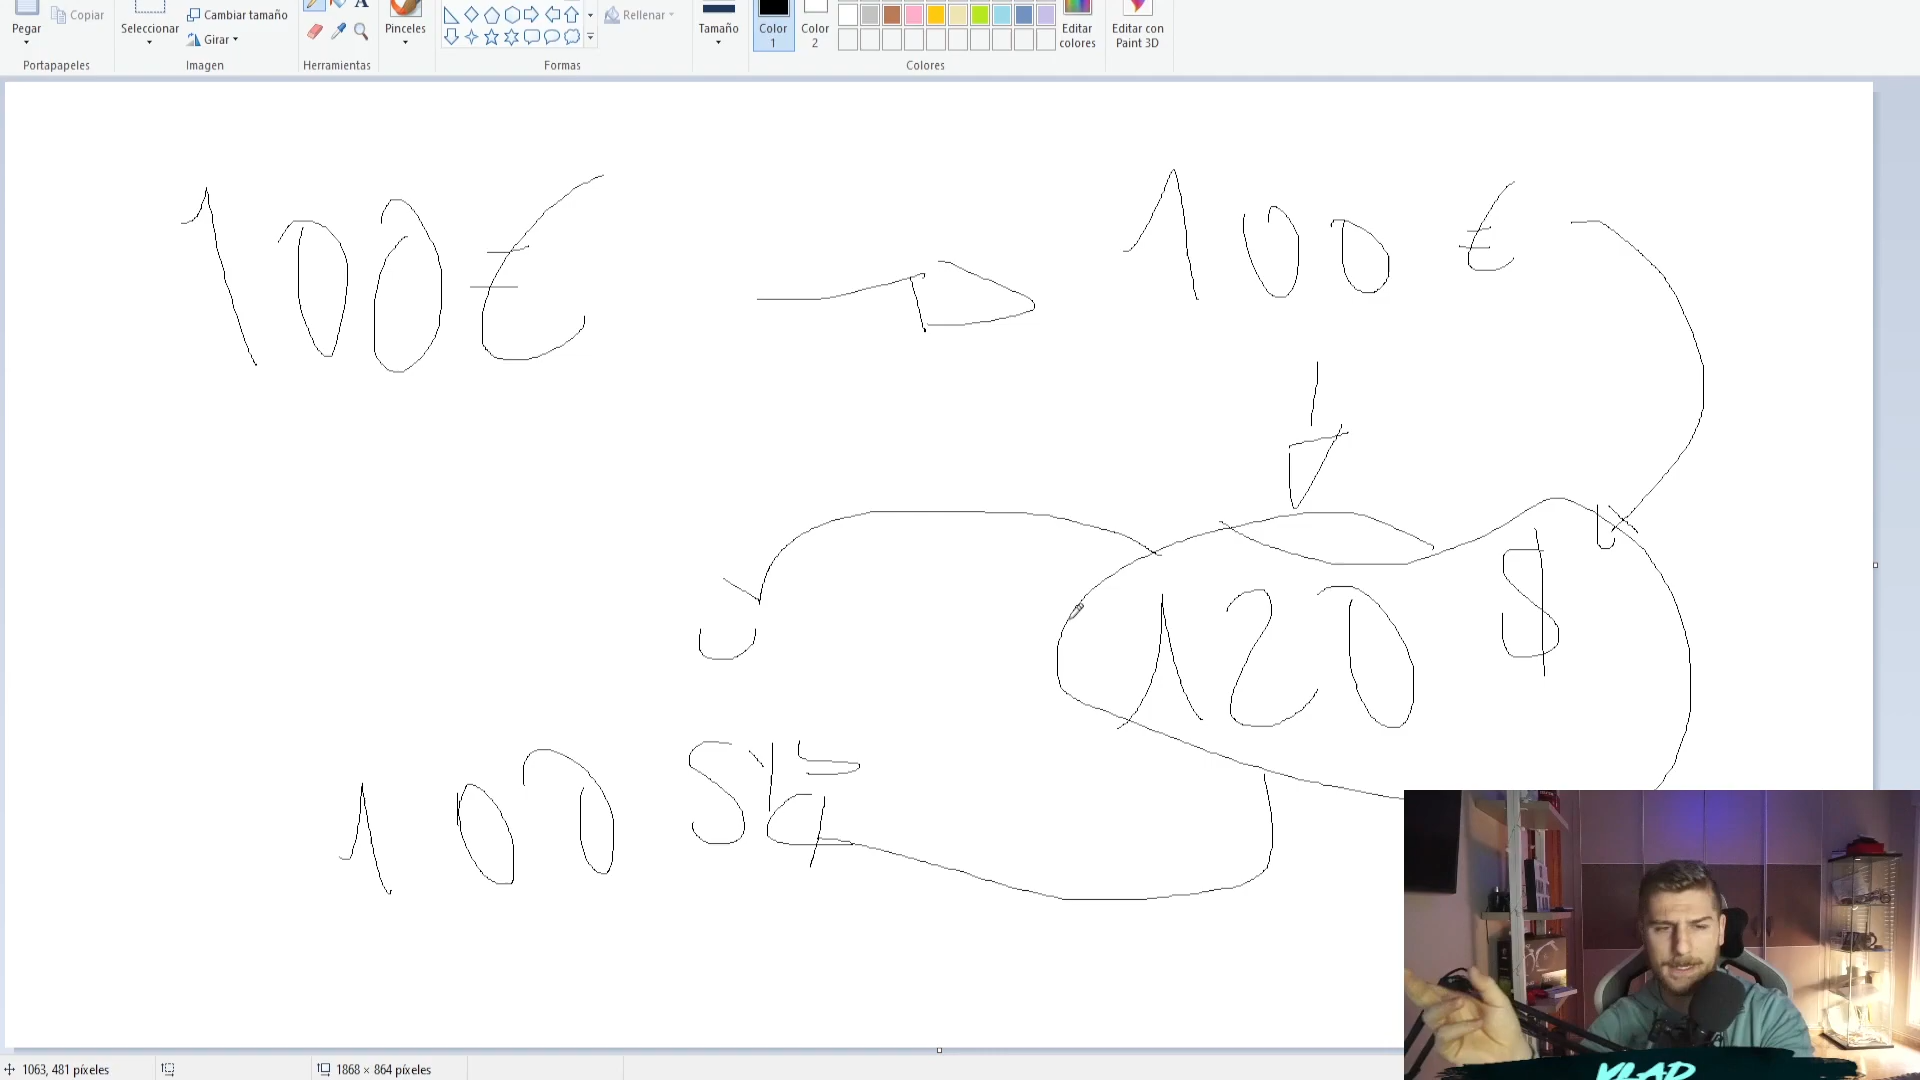 Pegar
Copiar
Portapapeles
Seleccionar
Cambiar tamaño
Girar
Imagen
Herramientas
Pinceles
Formas
Rellenar
Tamaño
Color 1
Color 2
Editar colores
Editar con Paint 3D
Colores
100€
100€
120 $
100
1063, 481 píxeles
1868 × 864 píxeles
VLAD